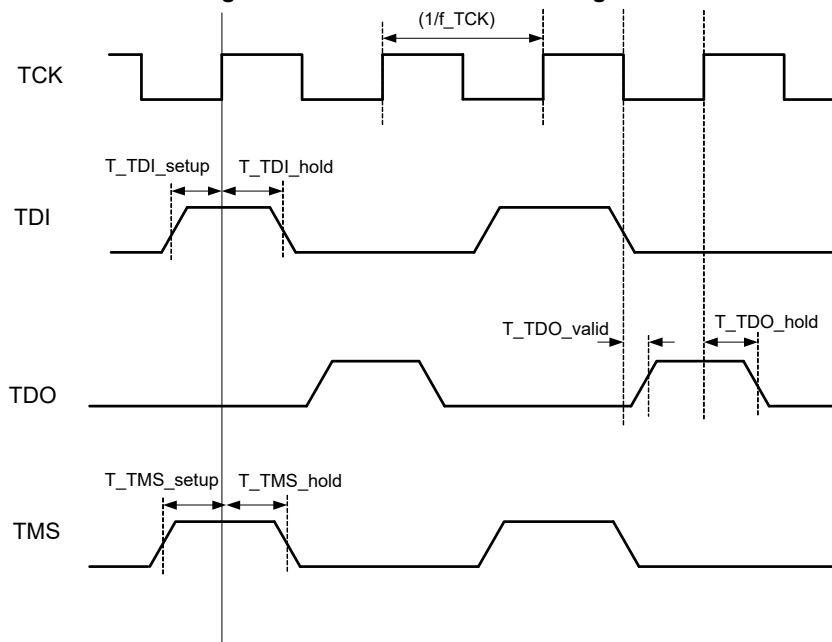 (1/f_TCK)
TCK
T_TDI_setup T_TDI_hold
TDI
T_TDO_valid T_TDO_hold
TDO
T_TMS_setup T_TMS_hold
TMS